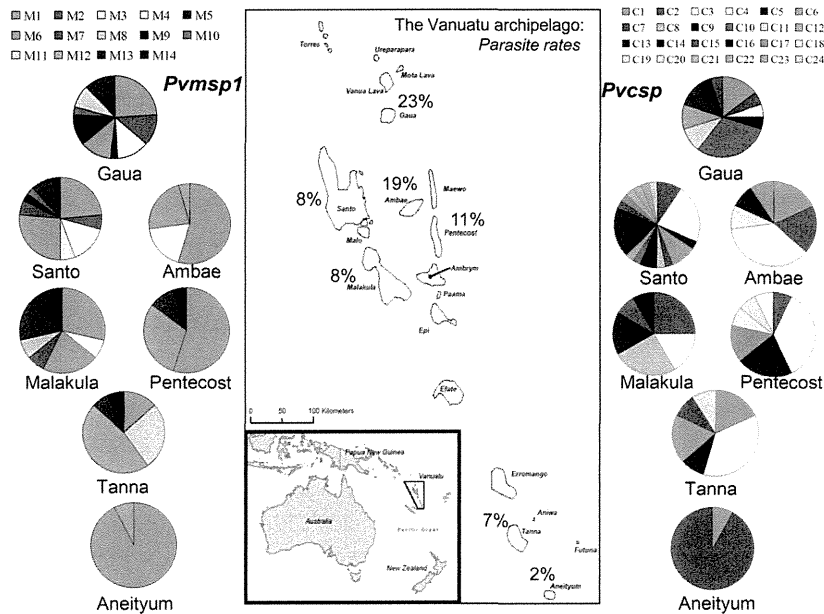 M1 M2 M3 M4 M5
M6 M7 M8 M9 M10
M11 M12 M13 M14
Pvmsp1
Gaua
Santo
Ambae
Malakula
Pentecost
Tanna
Aneityum
The Vanuatu archipelago:
Parasite rates
Torres
Ureparapara
Mota Lava
Vanua Lava
23%
Gaua
8%
Santo
19%
Ambae
Maewo
11%
Pentecost
Malo
8%
Malakula
Ambrym
Paama
Epi
Efate
0 50 100 Kilometers
Erromango
Aniwa
7%
Tanna
Futuna
2%
Aneityum
Papua New Guinea
Vanuatu
Australia
Pacific Ocean
New Zealand
C1 C2 C3 C4 C5 C6
C7 C8 C9 C10 C11 C12
C13 C14 C15 C16 C17 C18
C19 C20 C21 C22 C23 C24
Pvcsp
Gaua
Santo
Ambae
Malakula
Pentecost
Tanna
Aneityum